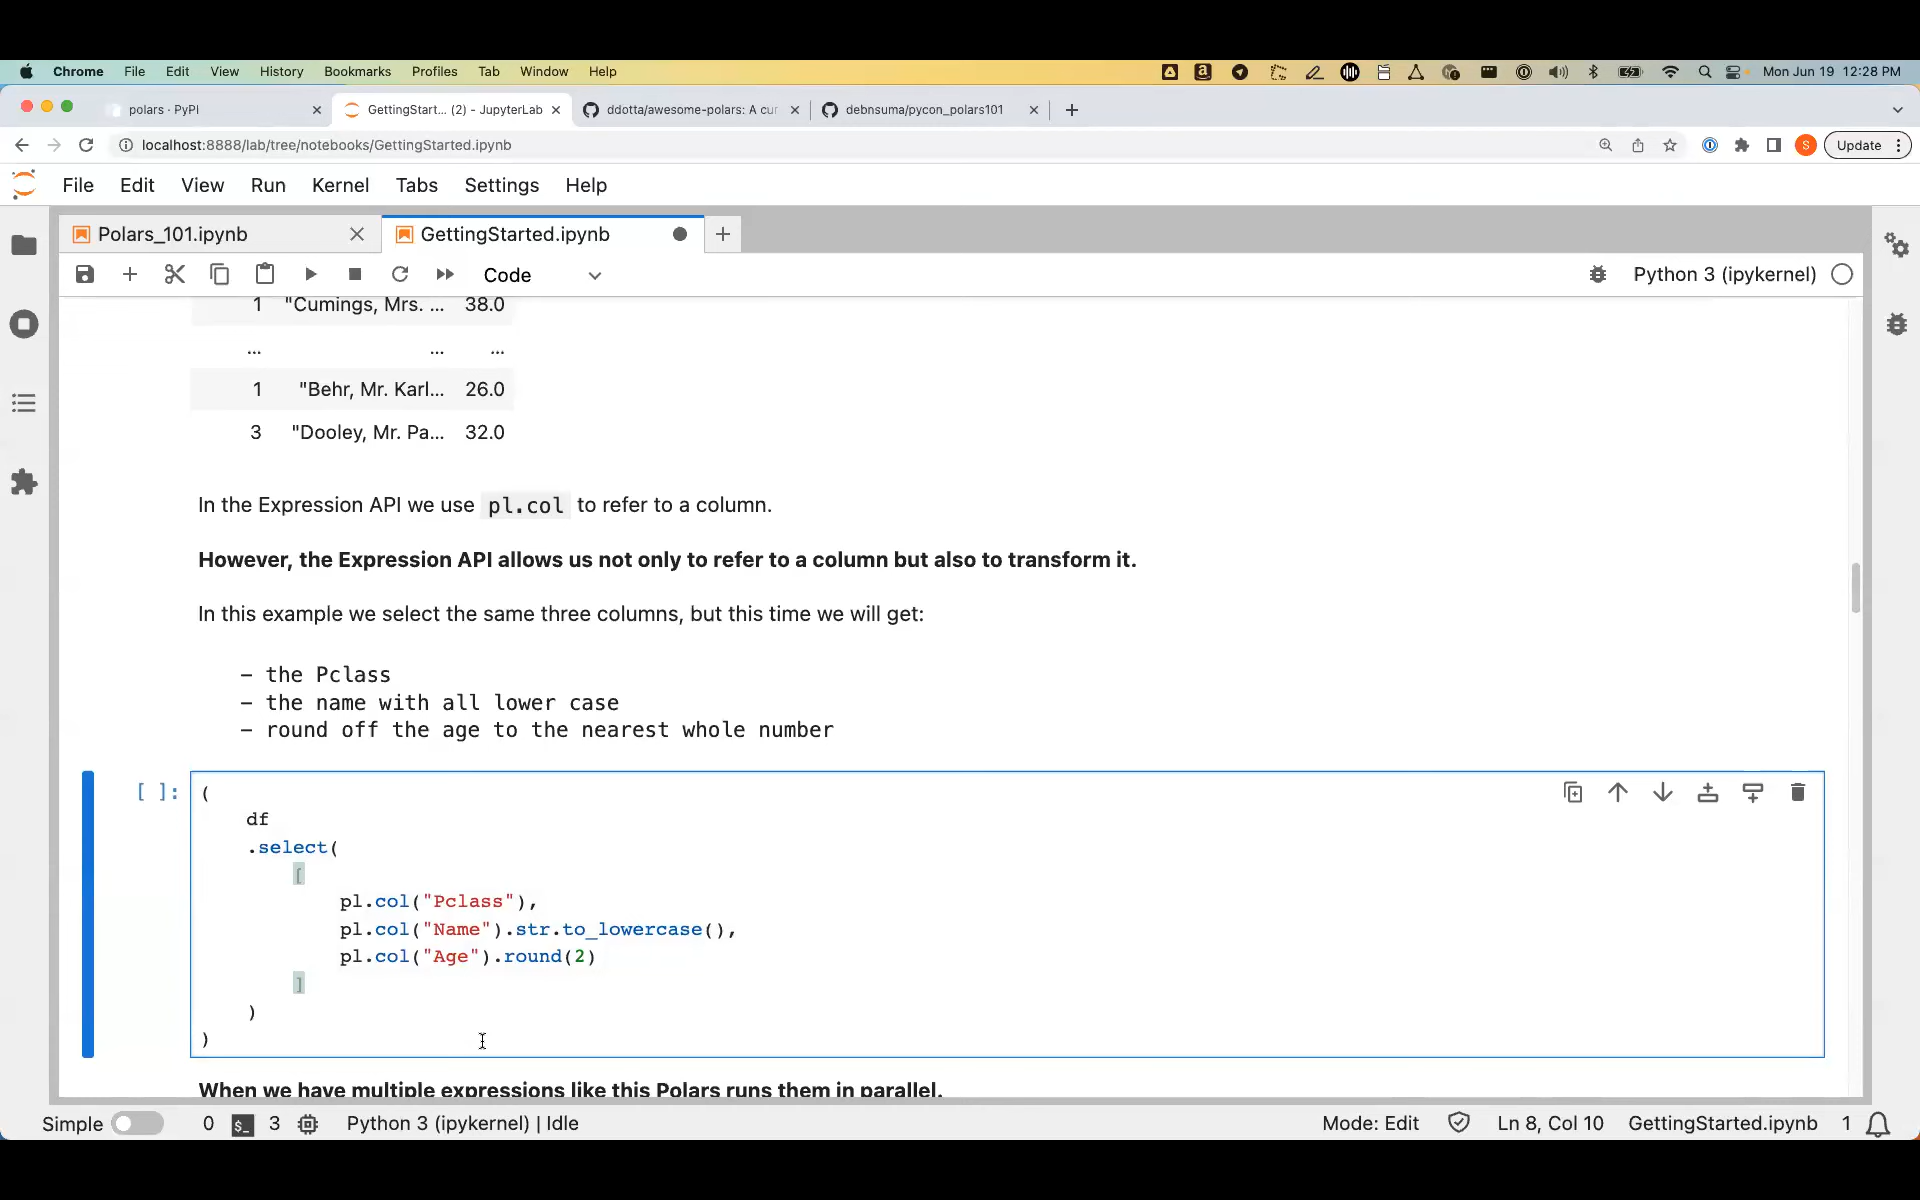 Chrome File Edit View History Bookmarks Profiles Tab Window Help Mon Jun 19 12:28 PM
polars · PyPI GettingStart... (2) - JupyterLab ddotta/awesome-polars: A cur debnsuma/pycon_polars101
localhost:8888/lab/tree/notebooks/GettingStarted.ipynb S Update
File Edit View Run Kernel Tabs Settings Help
Polars_101.ipynb GettingStarted.ipynb
Code Python 3 (ipykernel)
1 "Cumings, Mrs. ... 38.0
... ... ...
1 "Behr, Mr. Karl... 26.0
3 "Dooley, Mr. Pa... 32.0
In the Expression API we use pl.col to refer to a column.
However, the Expression API allows us not only to refer to a column but also to transform it.
In this example we select the same three columns, but this time we will get:
– the Pclass
– the name with all lower case
– round off the age to the nearest whole number
[ ]: (
df
.select(
[
pl.col("Pclass"),
pl.col("Name").str.to_lowercase(),
pl.col("Age").round(2)
]
)
)
When we have multiple expressions like this Polars runs them in parallel.
Simple 0 3 Python 3 (ipykernel) | Idle Mode: Edit Ln 8, Col 10 GettingStarted.ipynb 1